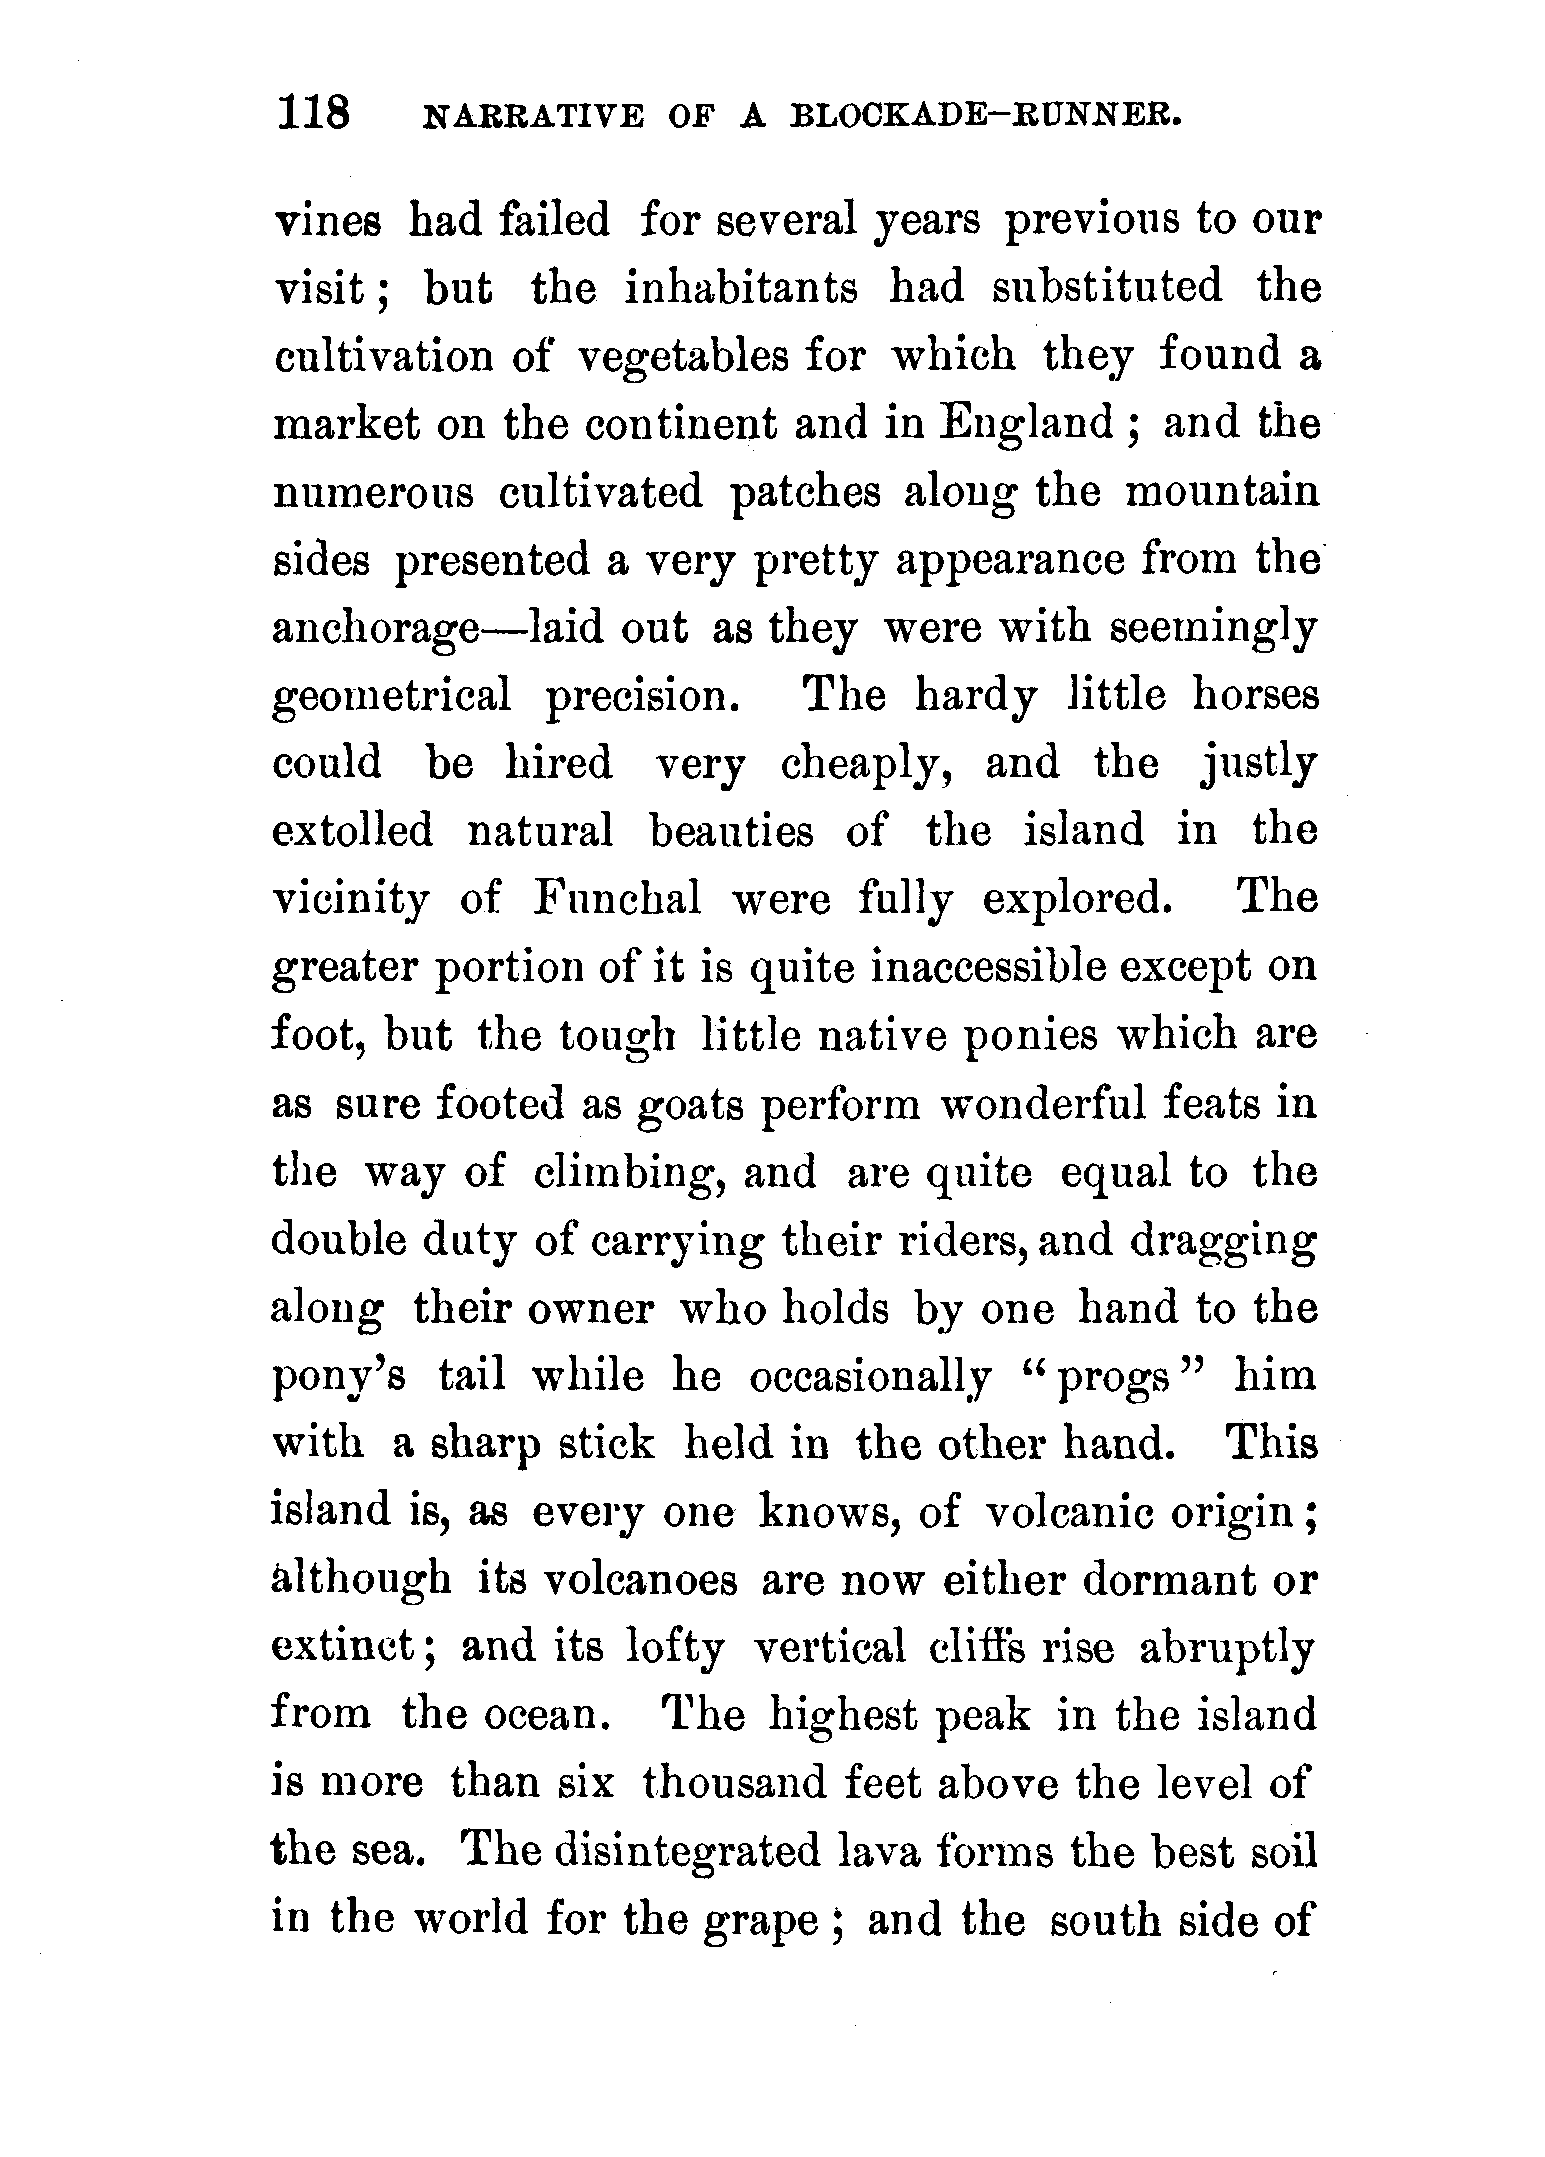 118 NARRATIVE OF A BLOCKADE-RUNNER.
vines had failed for several years previous to our
visit; but the inhabitants had substituted the
cultivation of vegetables for which they found a
market on the continent and in England; and the
numerous cultivated patches along the mountain
sides presented a very pretty appearance from the
anchorage—laid out as they were with seemingly
geometrical precision. The hardy little horses
could be hired very cheaply, and the justly
extolled natural beauties of the island in the
vicinity of Funchal were fully explored. The
greater portion of it is quite inaccessible except on
foot, but the tough little native ponies which are
as sure footed as goats perform wonderful feats in
the way of climbing, and are quite equal to the
double duty of carrying their riders, and dragging
along their owner who holds by one hand to the
pony's tail while he occasionally "progs" him
with a sharp stick held in the other hand. This
island is, as every one knows, of volcanic origin;
although its volcanoes are now either dormant or
extinct; and its lofty vertical cliffs rise abruptly
from the ocean. The highest peak in the island
is more than six thousand feet above the level of
the sea. The disintegrated lava forms the best soil
in the world for the grape; and the south side of